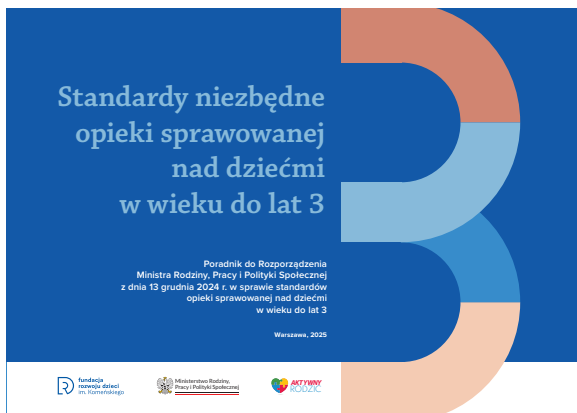 Standardy niezbędne
opieki sprawowanej
nad dziećmi
w wieku do lat 3
Poradnik do Rozporządzenia
Ministra Rodziny, Pracy i Polityki Społecznej
z dnia 13 grudnia 2024 r. w sprawie standardów
opieki sprawowanej nad dziećmi
w wieku do lat 3
Warszawa, 2025
fundacja
rozwoju dzieci
im. Komeńskiego
Ministerstwo Rodziny,
Pracy i Polityki Społecznej
AKTYWNY
RODZIC